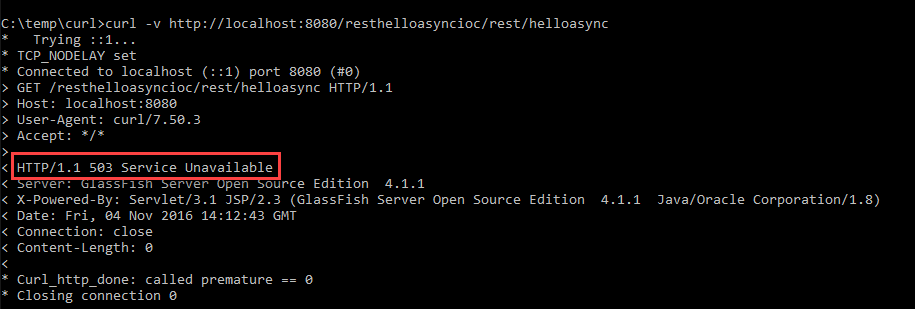 C:\temp\curl>curl -v http://localhost:8080/resthelloasyncioc/rest/helloasync
*   Trying ::1...
* TCP_NODELAY set
* Connected to localhost (::1) port 8080 (#0)
> GET /resthelloasyncioc/rest/helloasync HTTP/1.1
> Host: localhost:8080
> User-Agent: curl/7.50.3
> Accept: */*
>
< HTTP/1.1 503 Service Unavailable
< Server: GlassFish Server Open Source Edition  4.1.1
< X-Powered-By: Servlet/3.1 JSP/2.3 (GlassFish Server Open Source Edition  4.1.1  Java/Oracle Corporation/1.8)
< Date: Fri, 04 Nov 2016 14:12:43 GMT
< Connection: close
< Content-Length: 0
<
* Curl_http_done: called premature == 0
* Closing connection 0